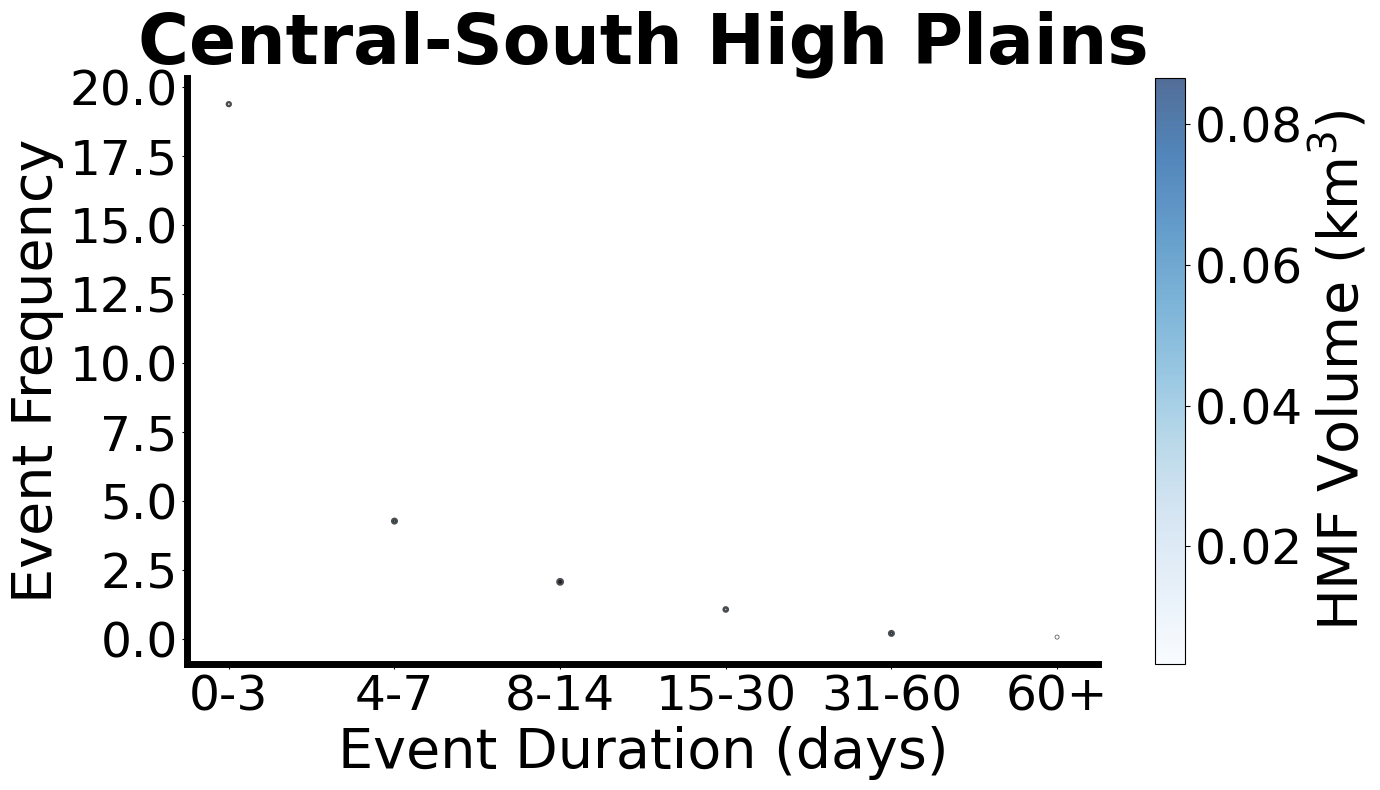 Central-South High Plains
Event Frequency
20.0
17.5
15.0
12.5
10.0
7.5
5.0
2.5
0.0
0-3 4-7 8-14 15-30 31-60 60+
Event Duration (days)
0.08
0.06
0.04
0.02
HMF Volume (km³)